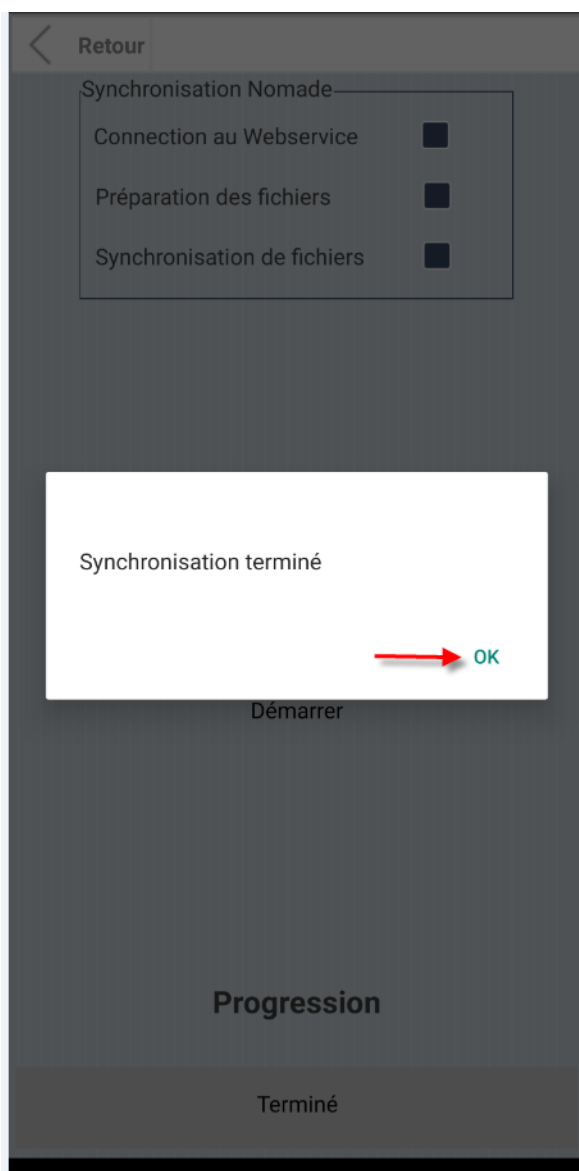 Retour
Synchronisation Nomade
Connection au Webservice
Préparation des fichiers
Synchronisation de fichiers
Synchronisation terminé
OK
Démarrer
Progression
Terminé